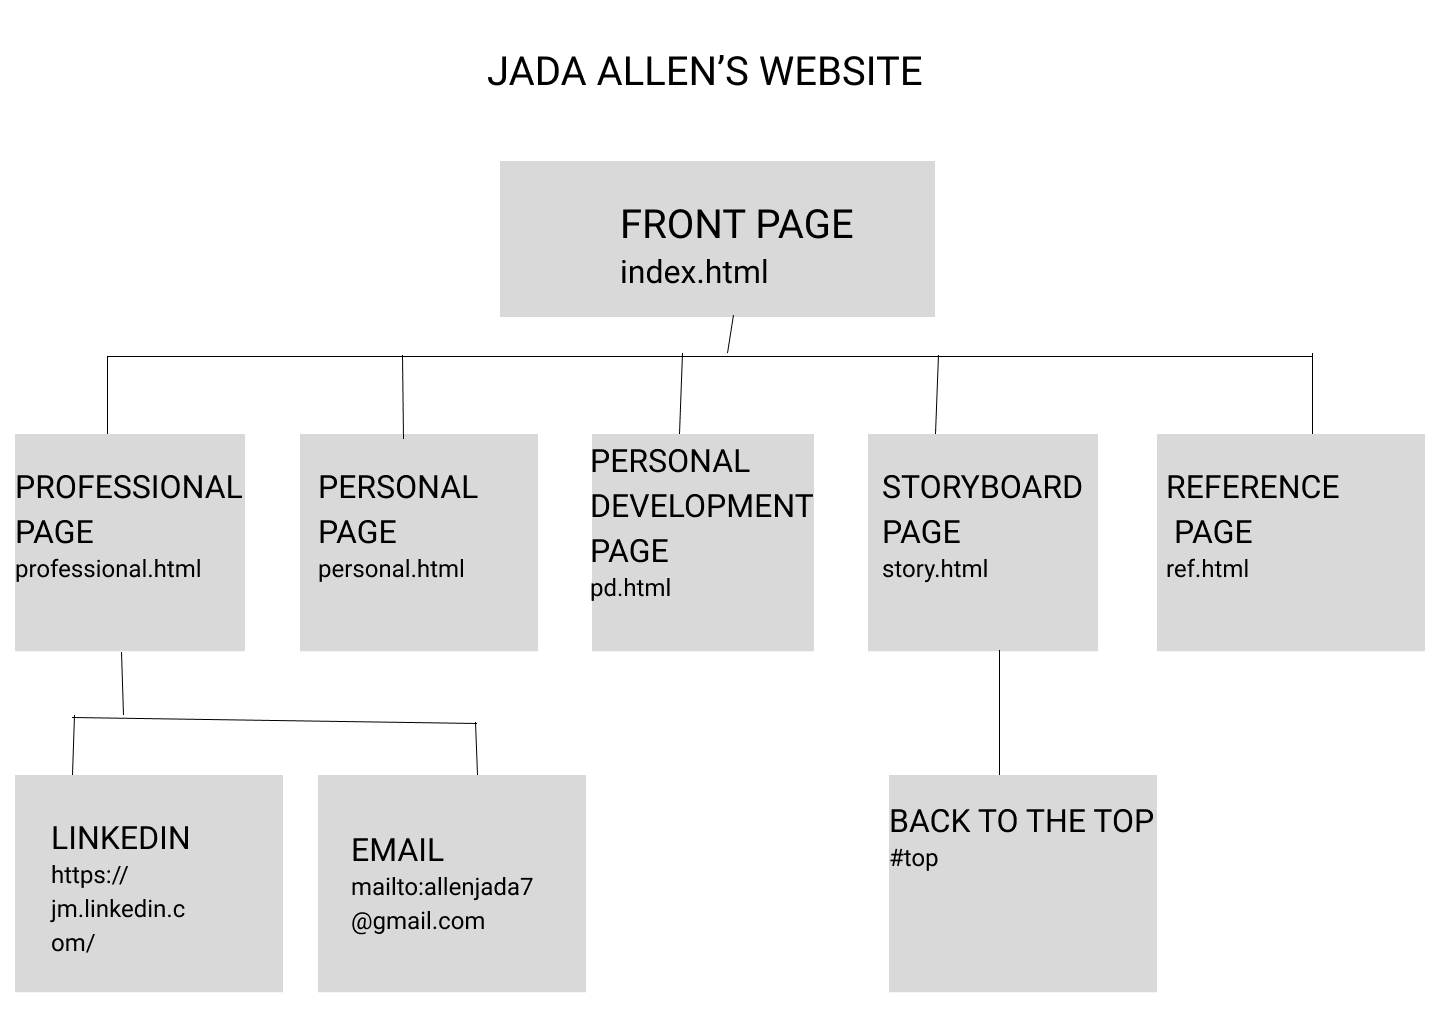 JADA ALLEN’S WEBSITE
FRONT PAGE
index.html
PROFESSIONAL
PAGE
professional.html
PERSONAL
PAGE
personal.html
PERSONAL
DEVELOPMENT
PAGE
pd.html
STORYBOARD
PAGE
story.html
REFERENCE
PAGE
ref.html
LINKEDIN
https://
jm.linkedin.c
om/
EMAIL
mailto:allenjada7
@gmail.com
BACK TO THE TOP
#top